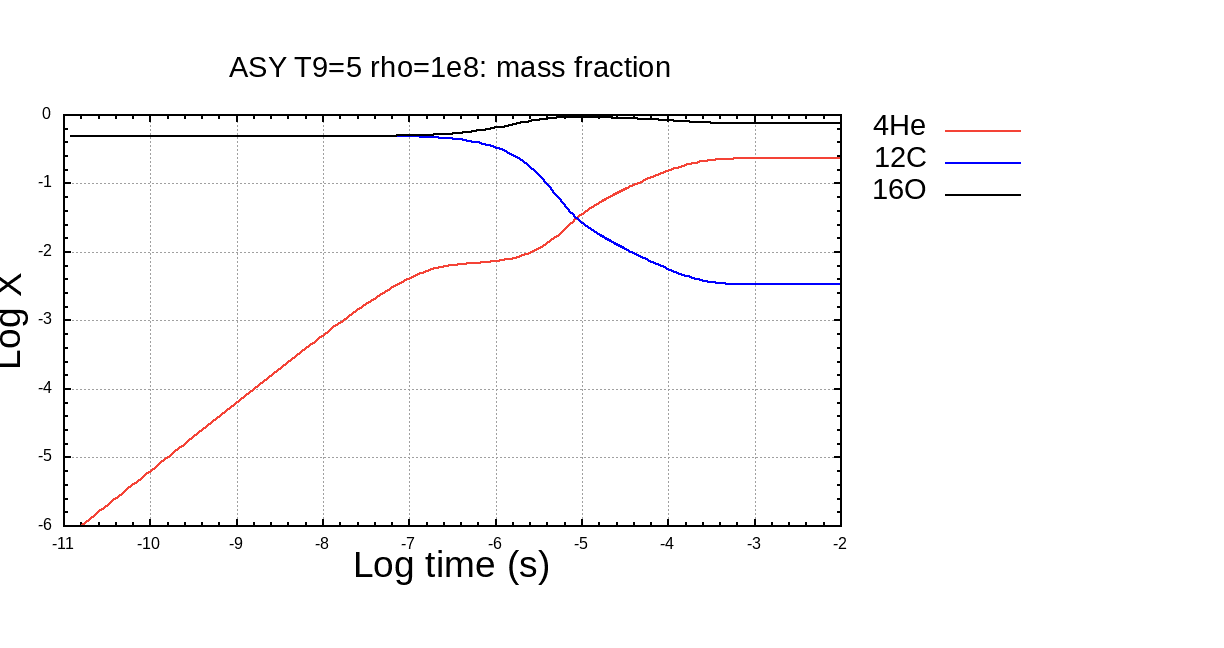 ASY T9=5 rho=1e8: mass fraction
0
-1
-2
-3
-4
-5
-6
Log X
-11 -10 -9 -8 -7 -6 -5 -4 -3 -2
Log time (s)
4He
12C
16O